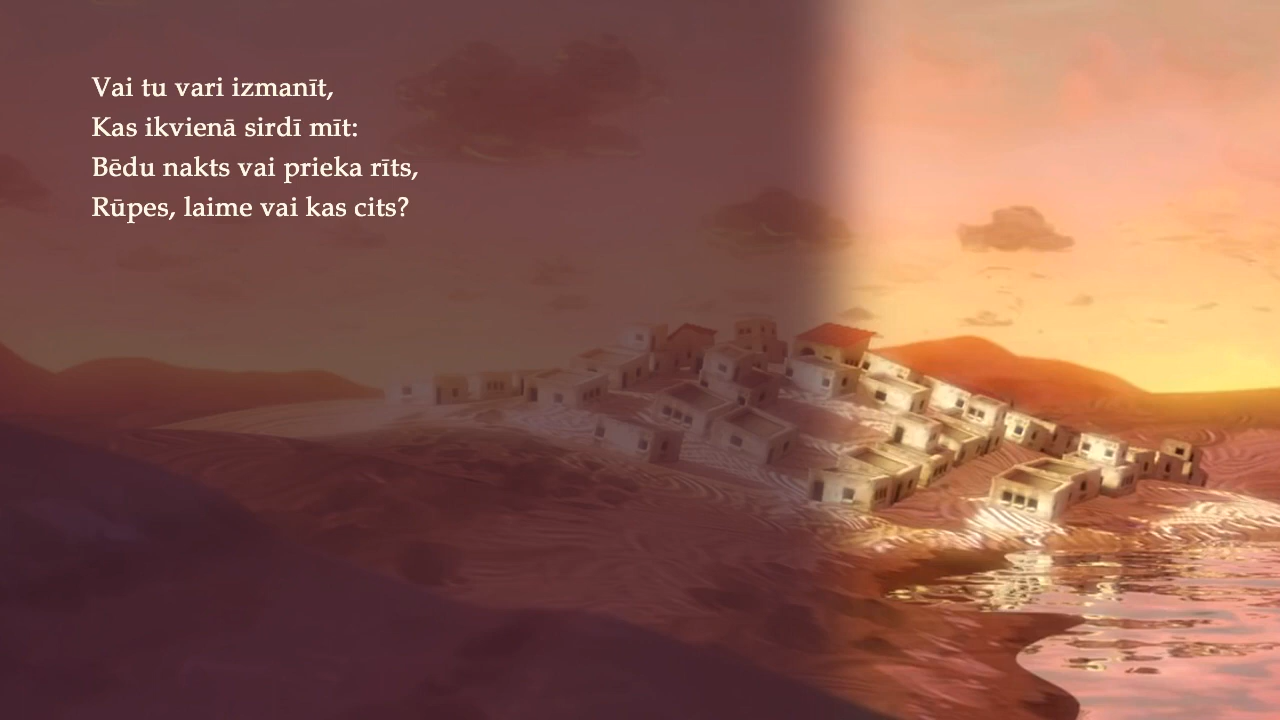 Vai tu vari izmanīt,
Kas ikvienā sirdī mīt:
Bēdu nakts vai prieka rīts,
Rūpes, laime vai kas cits?